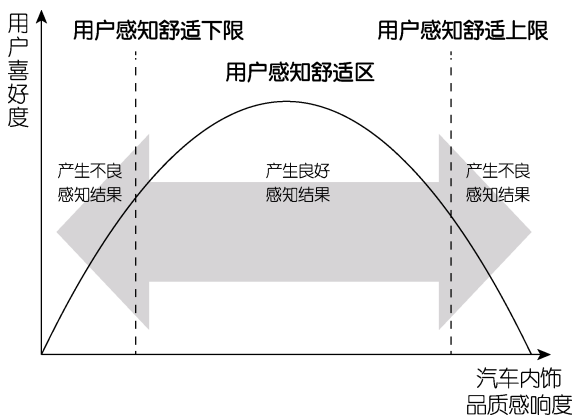 用户喜好度
用户感知舒适下限
用户感知舒适上限
用户感知舒适区
产生不良
感知结果
产生良好
感知结果
产生不良
感知结果
汽车内饰
品质感响度